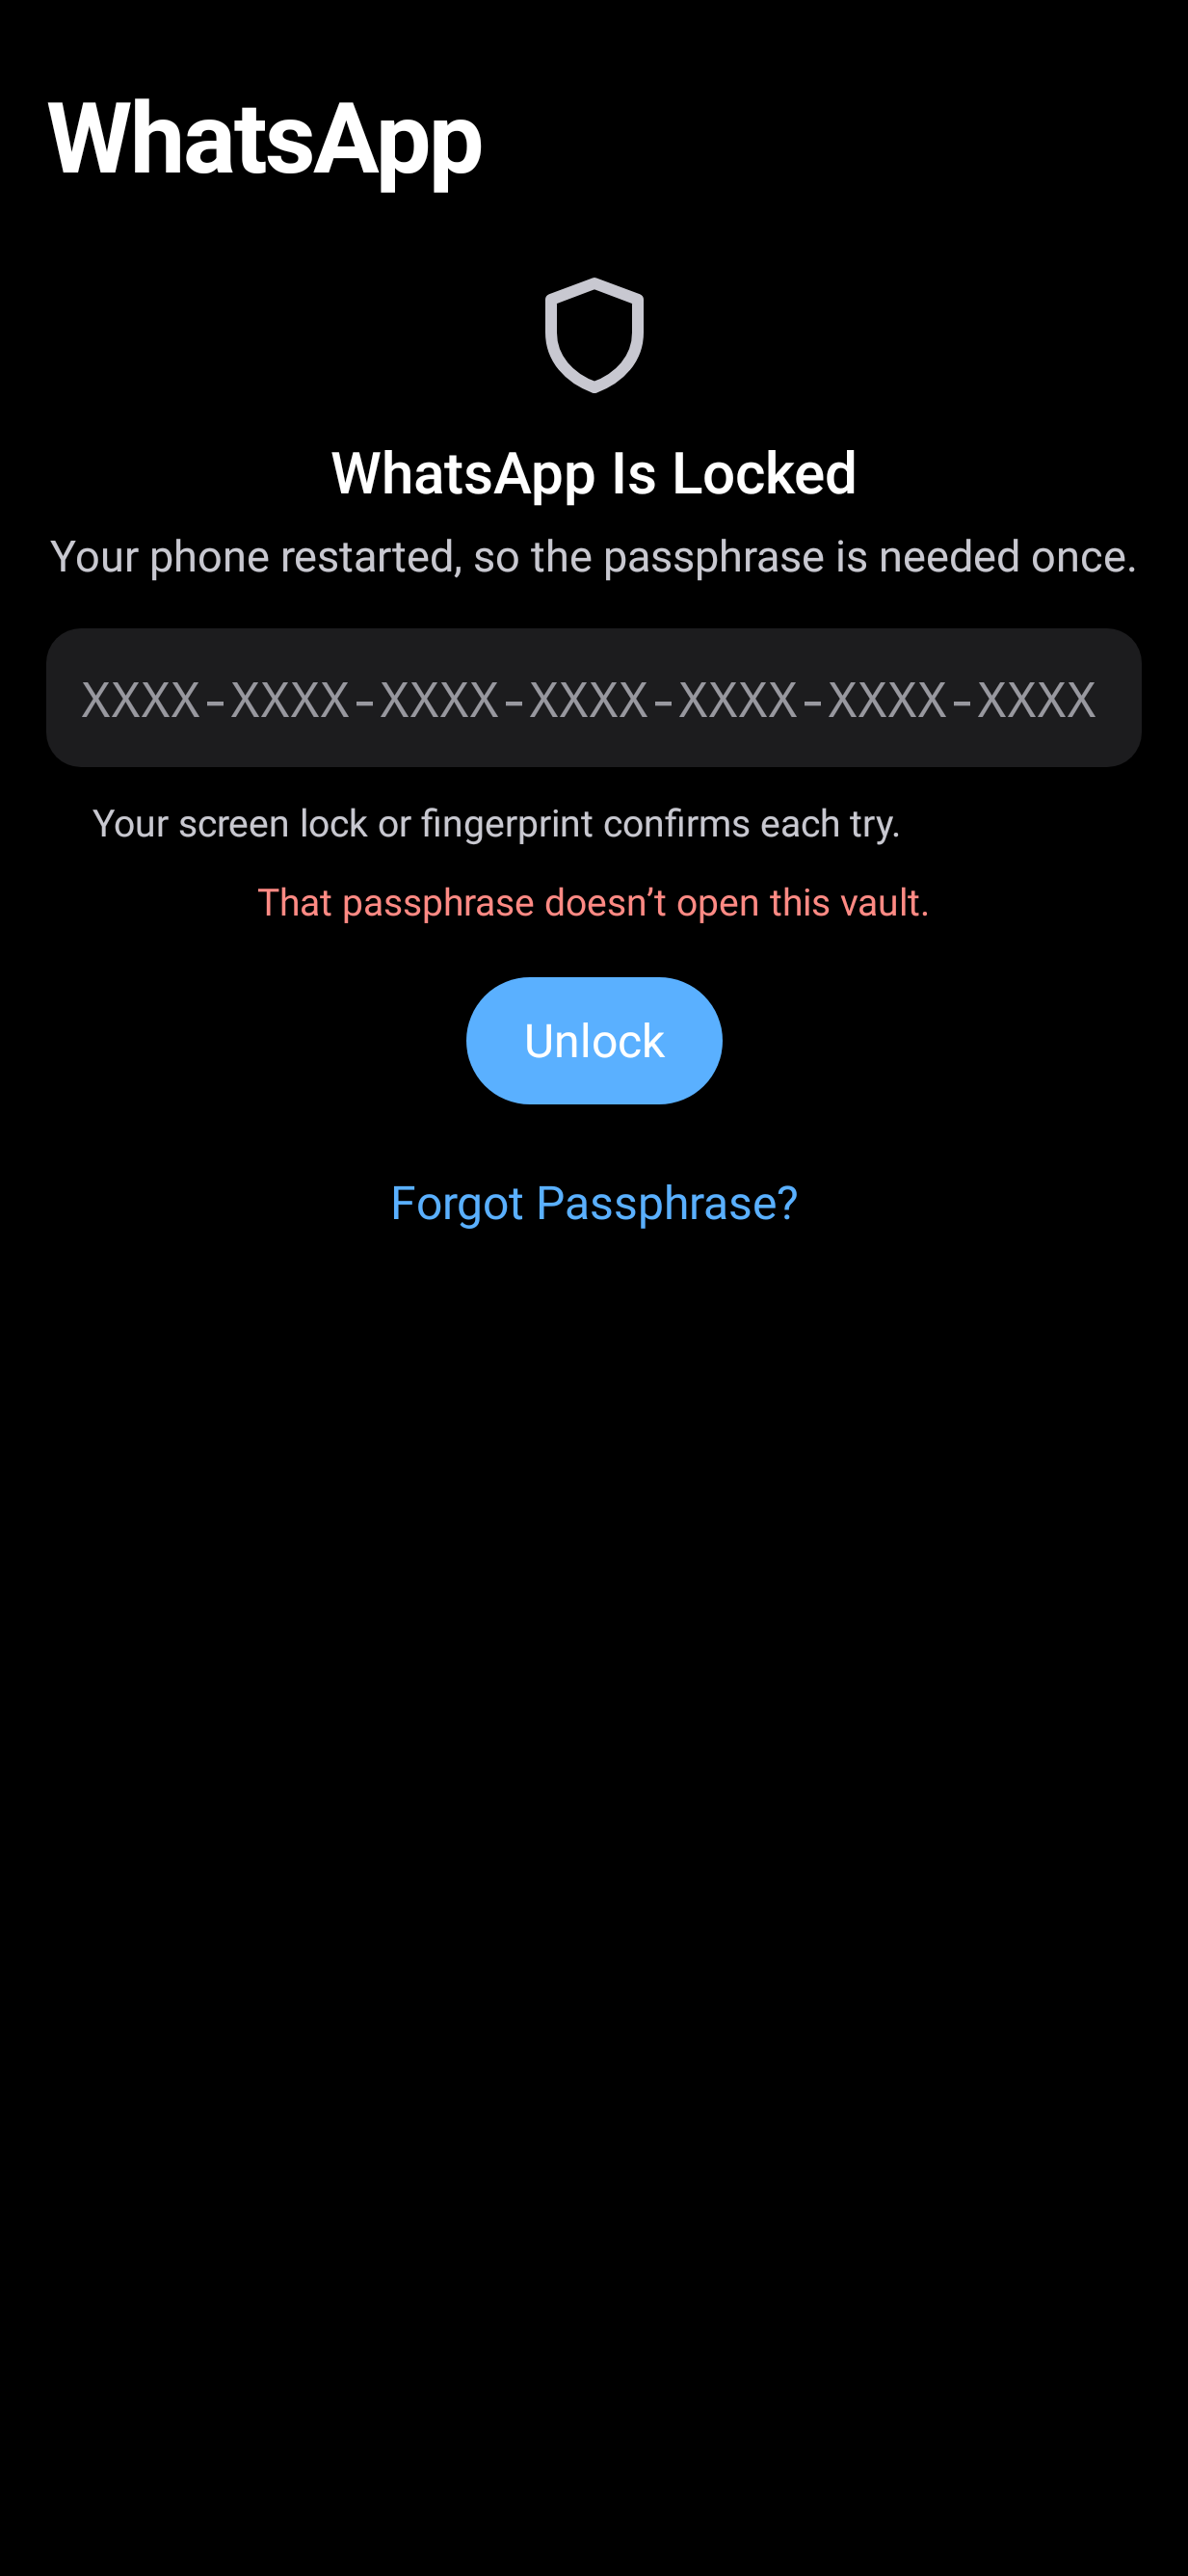 WhatsApp
WhatsApp Is Locked
Your phone restarted, so the passphrase is needed once.
XXXX-XXXX-XXXX-XXXX-XXXX-XXXX-XXXX
Your screen lock or fingerprint confirms each try.
That passphrase doesn’t open this vault.
Unlock
Forgot Passphrase?